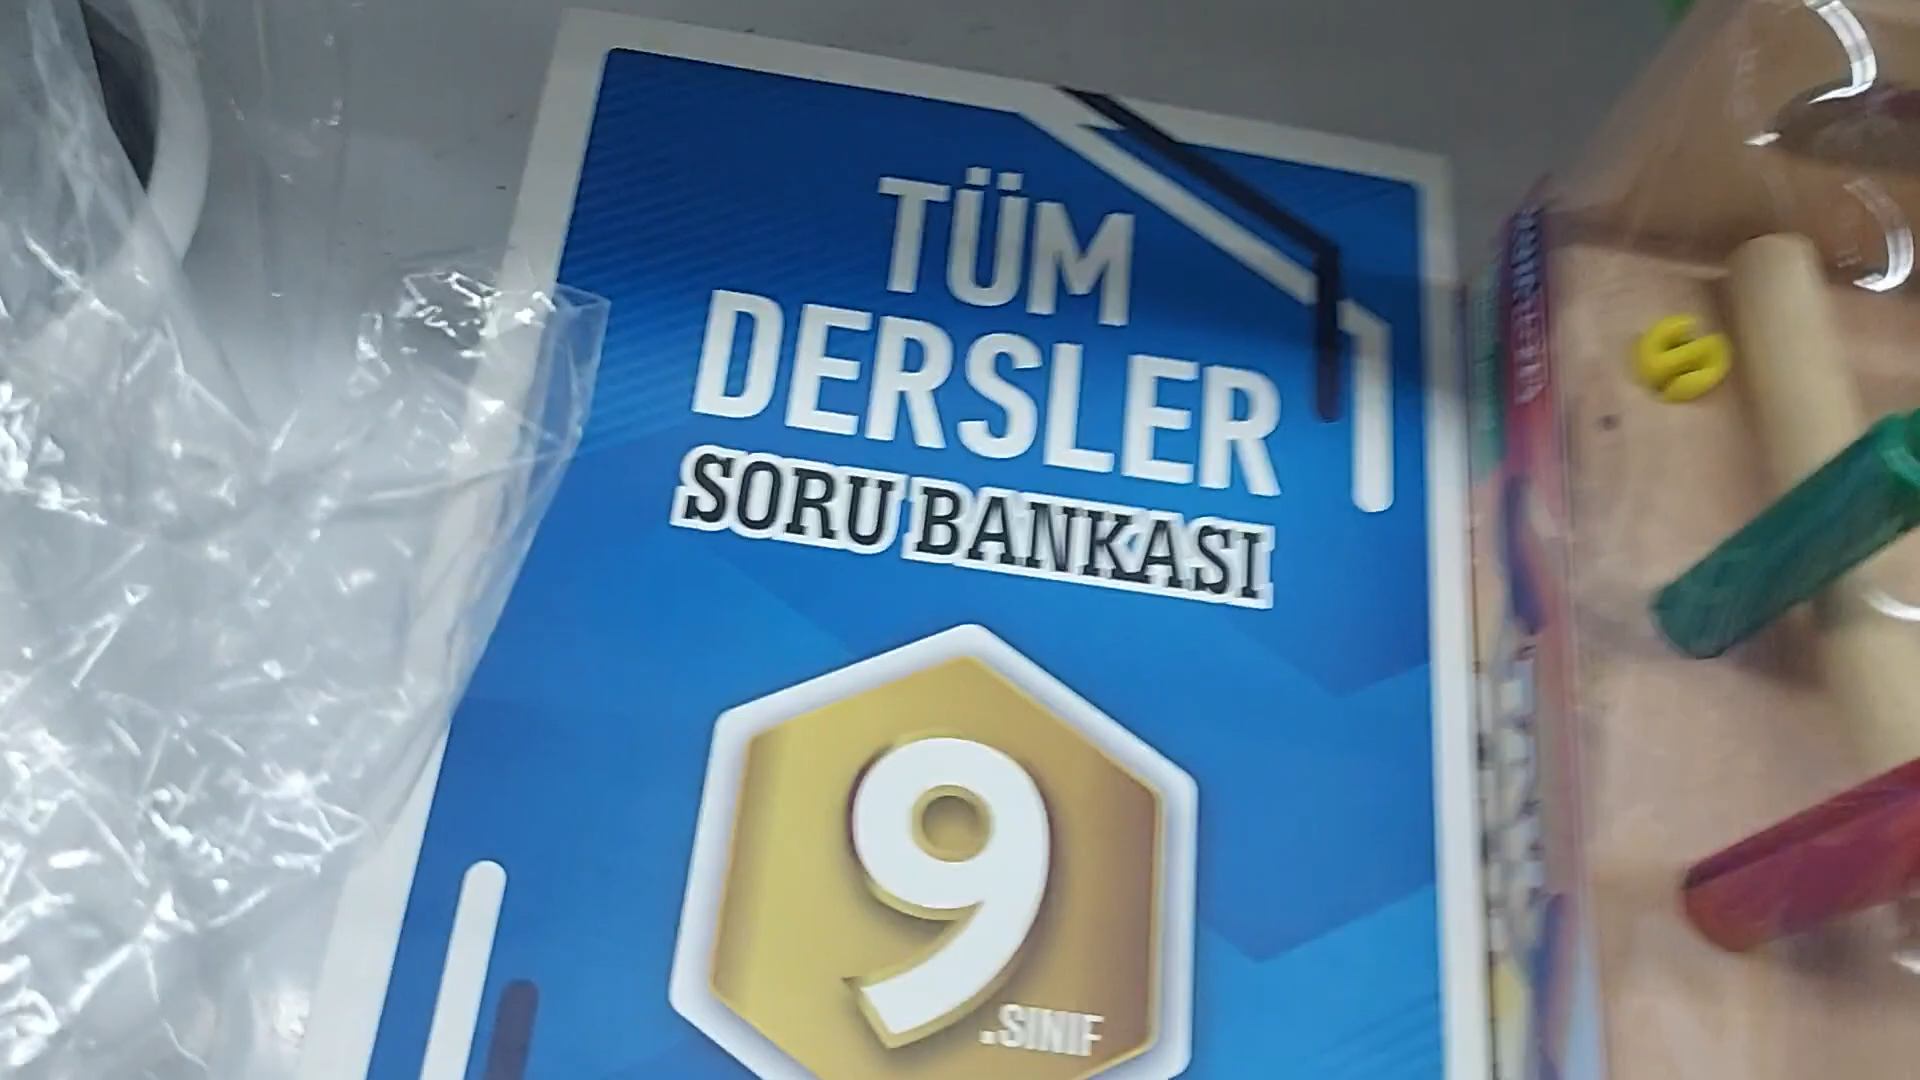 TÜM
DERSLER
SORU BANKASI
9
.SINIF